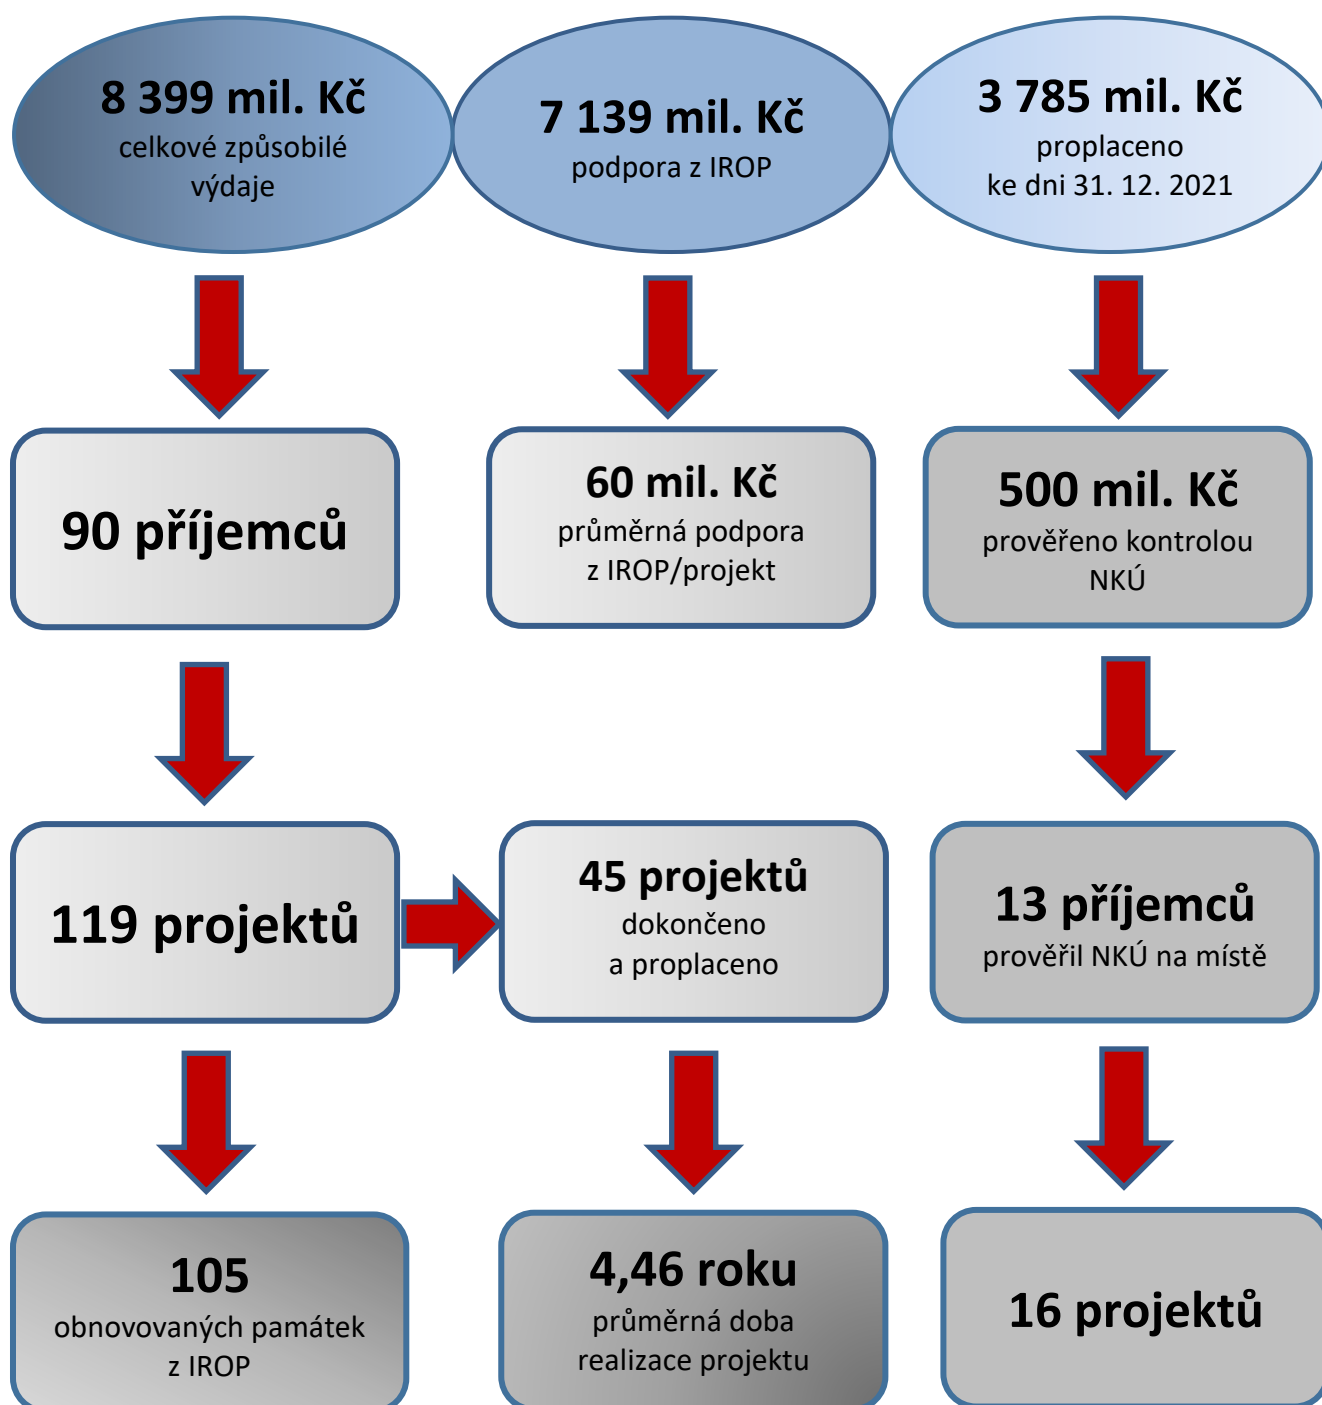 8 399 mil. Kč
celkové způsobilé
výdaje
7 139 mil. Kč
podpora z IROP
3 785 mil. Kč
proplaceno
ke dni 31. 12. 2021
90 příjemců
60 mil. Kč
průměrná podpora
z IROP/projekt
500 mil. Kč
prověřeno kontrolou
NKÚ
119 projektů
45 projektů
dokončeno
a proplaceno
13 příjemců
prověřil NKÚ na místě
105
obnovovaných památek
z IROP
4,46 roku
průměrná doba
realizace projektu
16 projektů